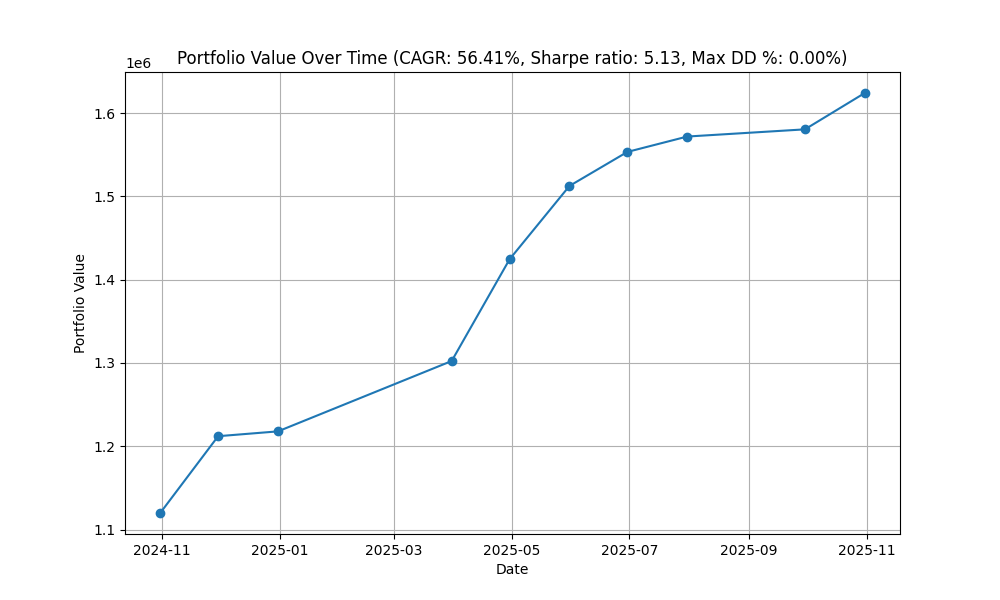 Portfolio Value Over Time (CAGR: 56.41%, Sharpe ratio: 5.13, Max DD %: 0.00%)
1e6
1.6
1.5
1.4
1.3
1.2
1.1
Portfolio Value
2024-11 2025-01 2025-03 2025-05 2025-07 2025-09 2025-11
Date